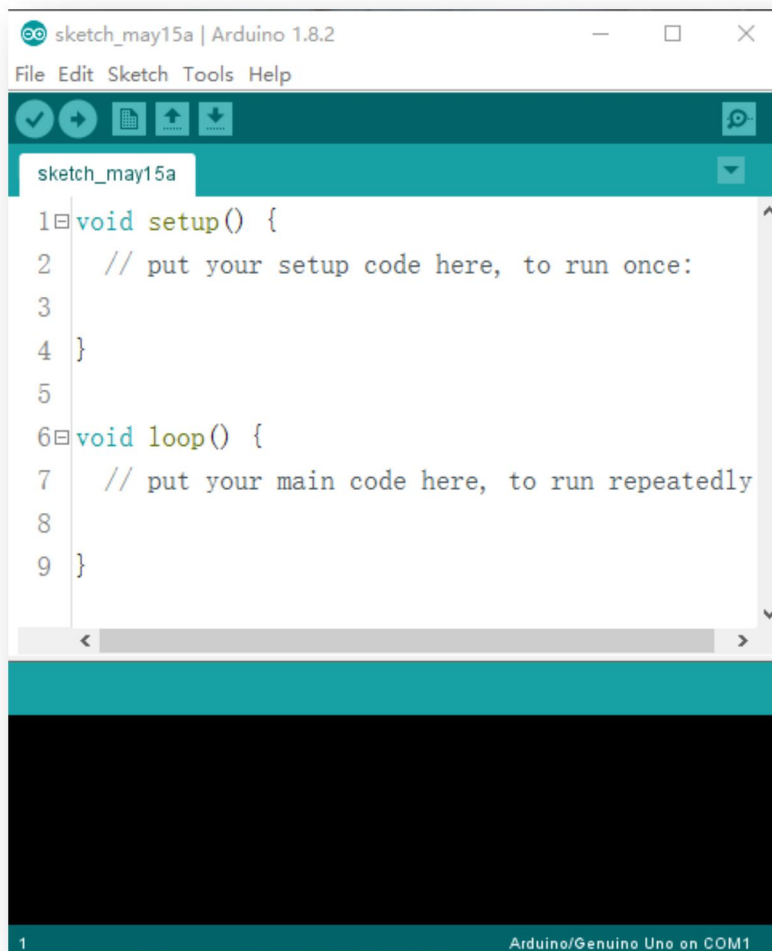 sketch_may15a | Arduino 1.8.2
File Edit Sketch Tools Help
sketch_may15a
1 void setup() {
2   // put your setup code here, to run once:
3
4 }
5
6 void loop() {
7   // put your main code here, to run repeatedly
8
9 }
1 Arduino/Genuino Uno on COM1